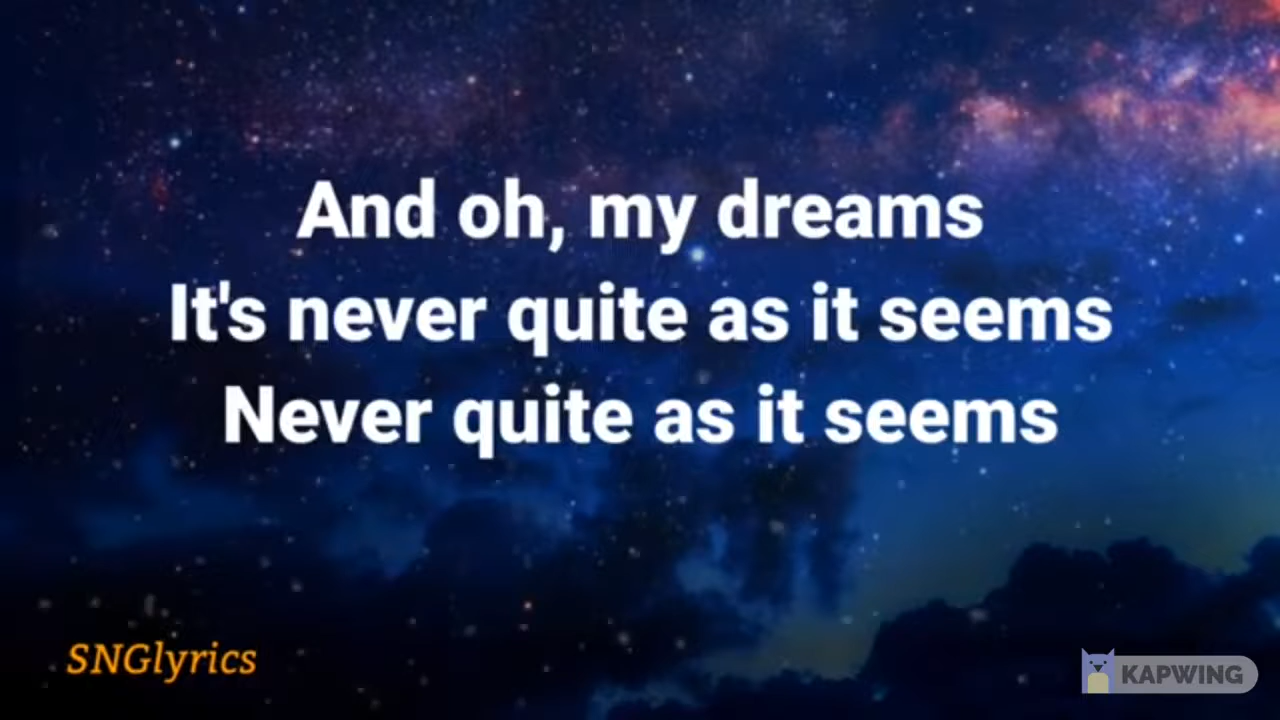 And oh, my dreams
It's never quite as it seems
Never quite as it seems
SNGlyrics
KAPWING